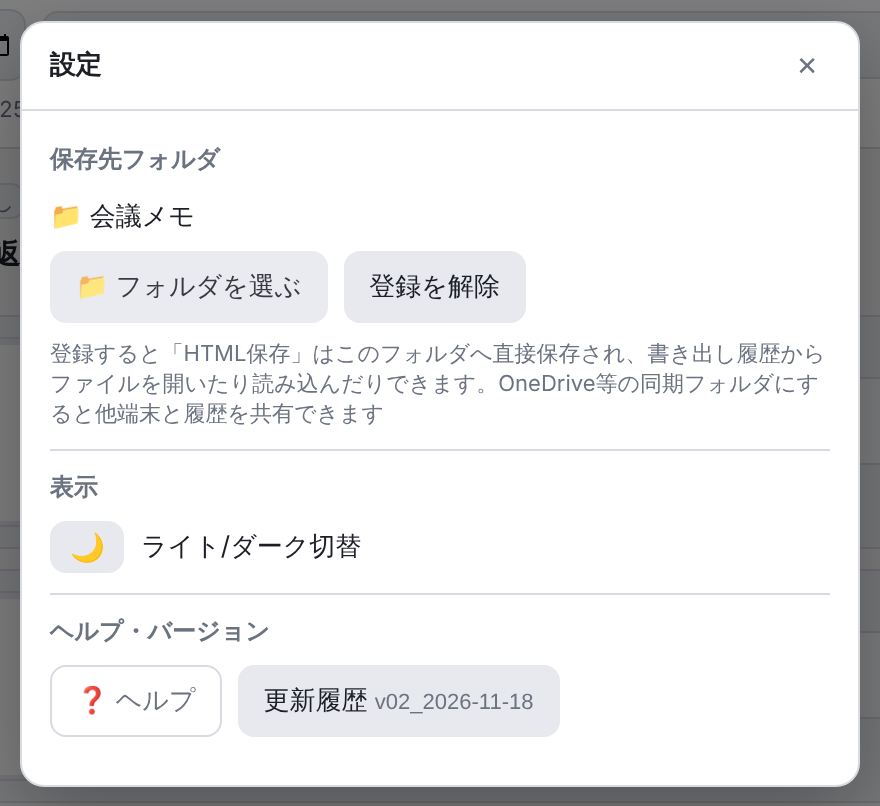 設定
×
保存先フォルダ
📁 会議メモ
📁 フォルダを選ぶ
登録を解除
登録すると「HTML保存」はこのフォルダへ直接保存され、書き出し履歴から
ファイルを開いたり読み込んだりできます。OneDrive等の同期フォルダにす
ると他端末と履歴を共有できます
表示
🌙 ライト/ダーク切替
ヘルプ・バージョン
❓ ヘルプ
更新履歴 v02_2026-11-18
25
返